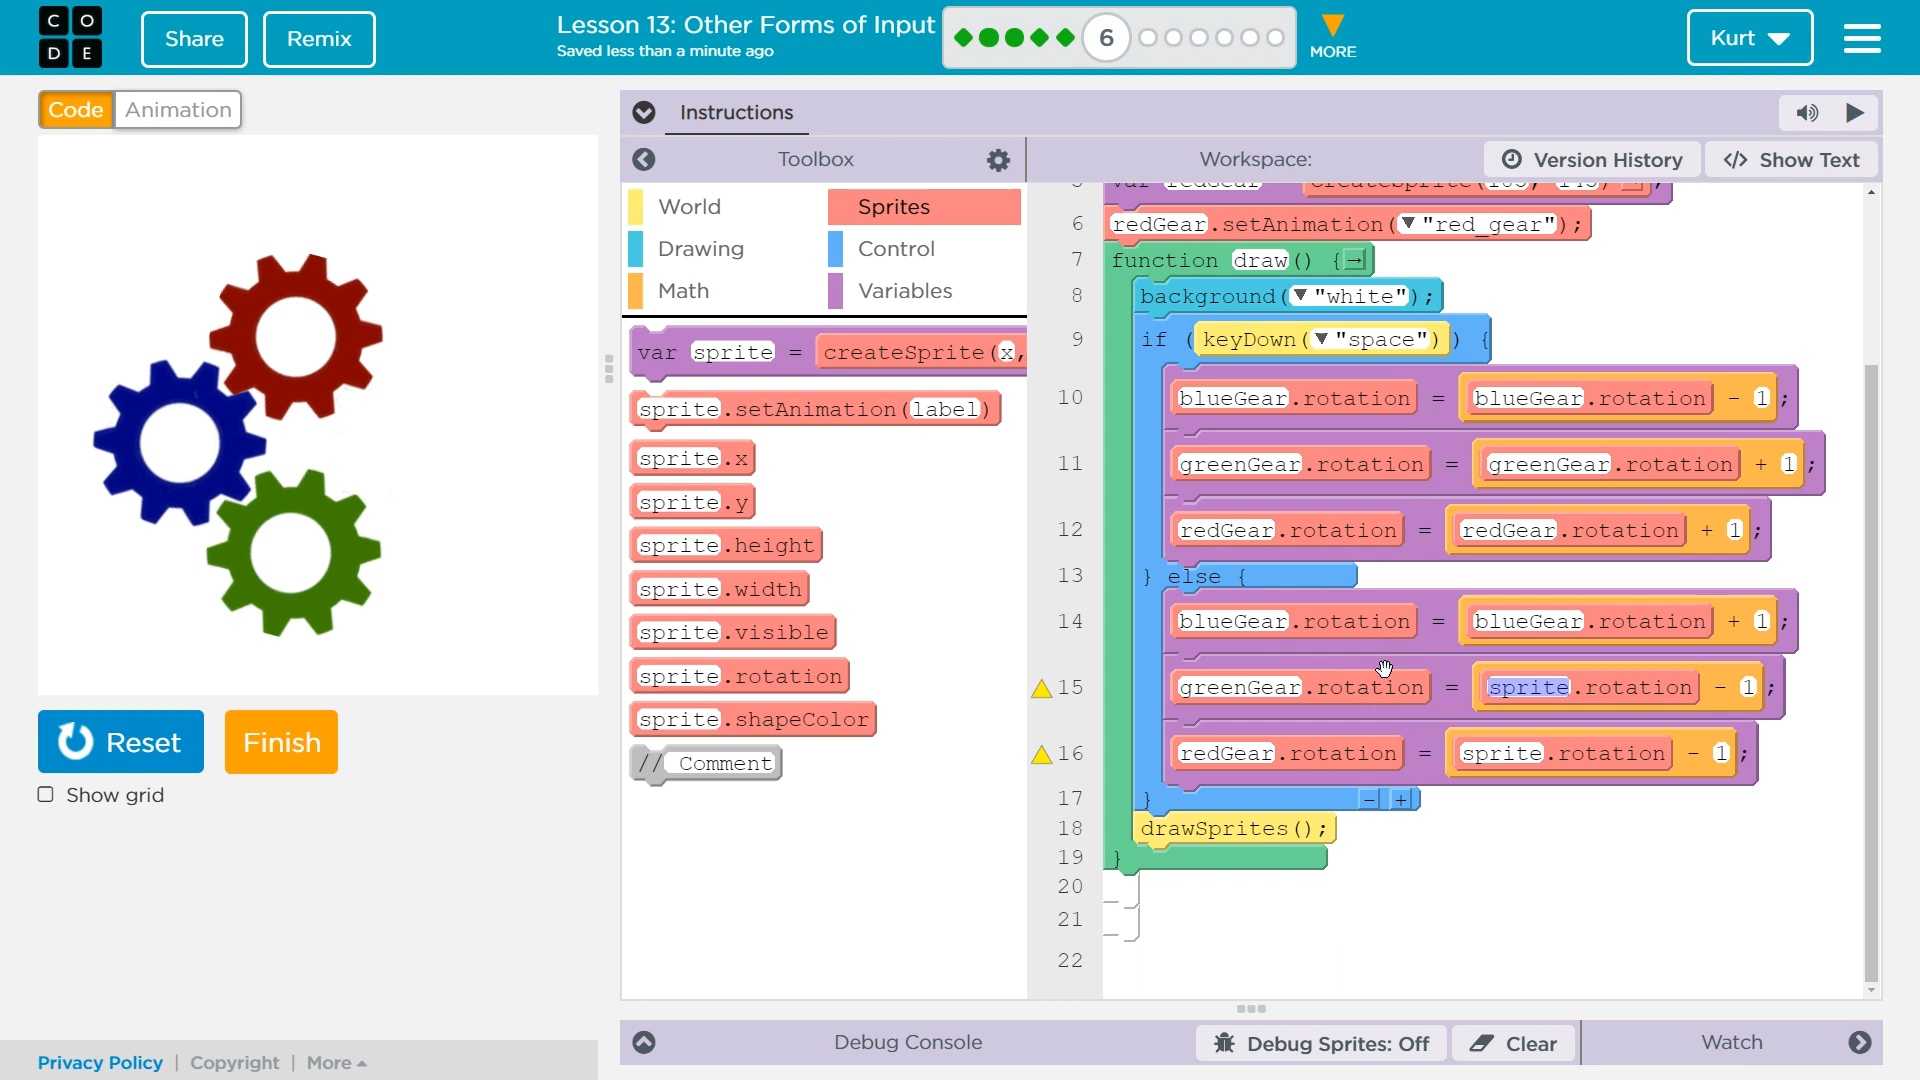 CODE
Share
Remix
Lesson 13: Other Forms of Input
Saved less than a minute ago
6
MORE
Kurt
Code
Animation
Instructions
Toolbox
Workspace:
Version History
</> Show Text
World
Sprites
Drawing
Control
Math
Variables
var sprite = createSprite(x,
sprite.setAnimation(label)
sprite.x
sprite.y
sprite.height
sprite.width
sprite.visible
sprite.rotation
sprite.shapeColor
// Comment
6 redGear.setAnimation("red_gear");
7 function draw() {
8 background("white");
9 if (keyDown("space")) {
10 blueGear.rotation = blueGear.rotation - 1;
11 greenGear.rotation = greenGear.rotation + 1;
12 redGear.rotation = redGear.rotation + 1;
13 } else {
14 blueGear.rotation = blueGear.rotation + 1;
15 greenGear.rotation = sprite.rotation - 1;
16 redGear.rotation = sprite.rotation - 1;
17 } - +
18 drawSprites();
19 }
20
21
22
Reset
Finish
Show grid
Privacy Policy | Copyright | More
Debug Console
Debug Sprites: Off
Clear
Watch